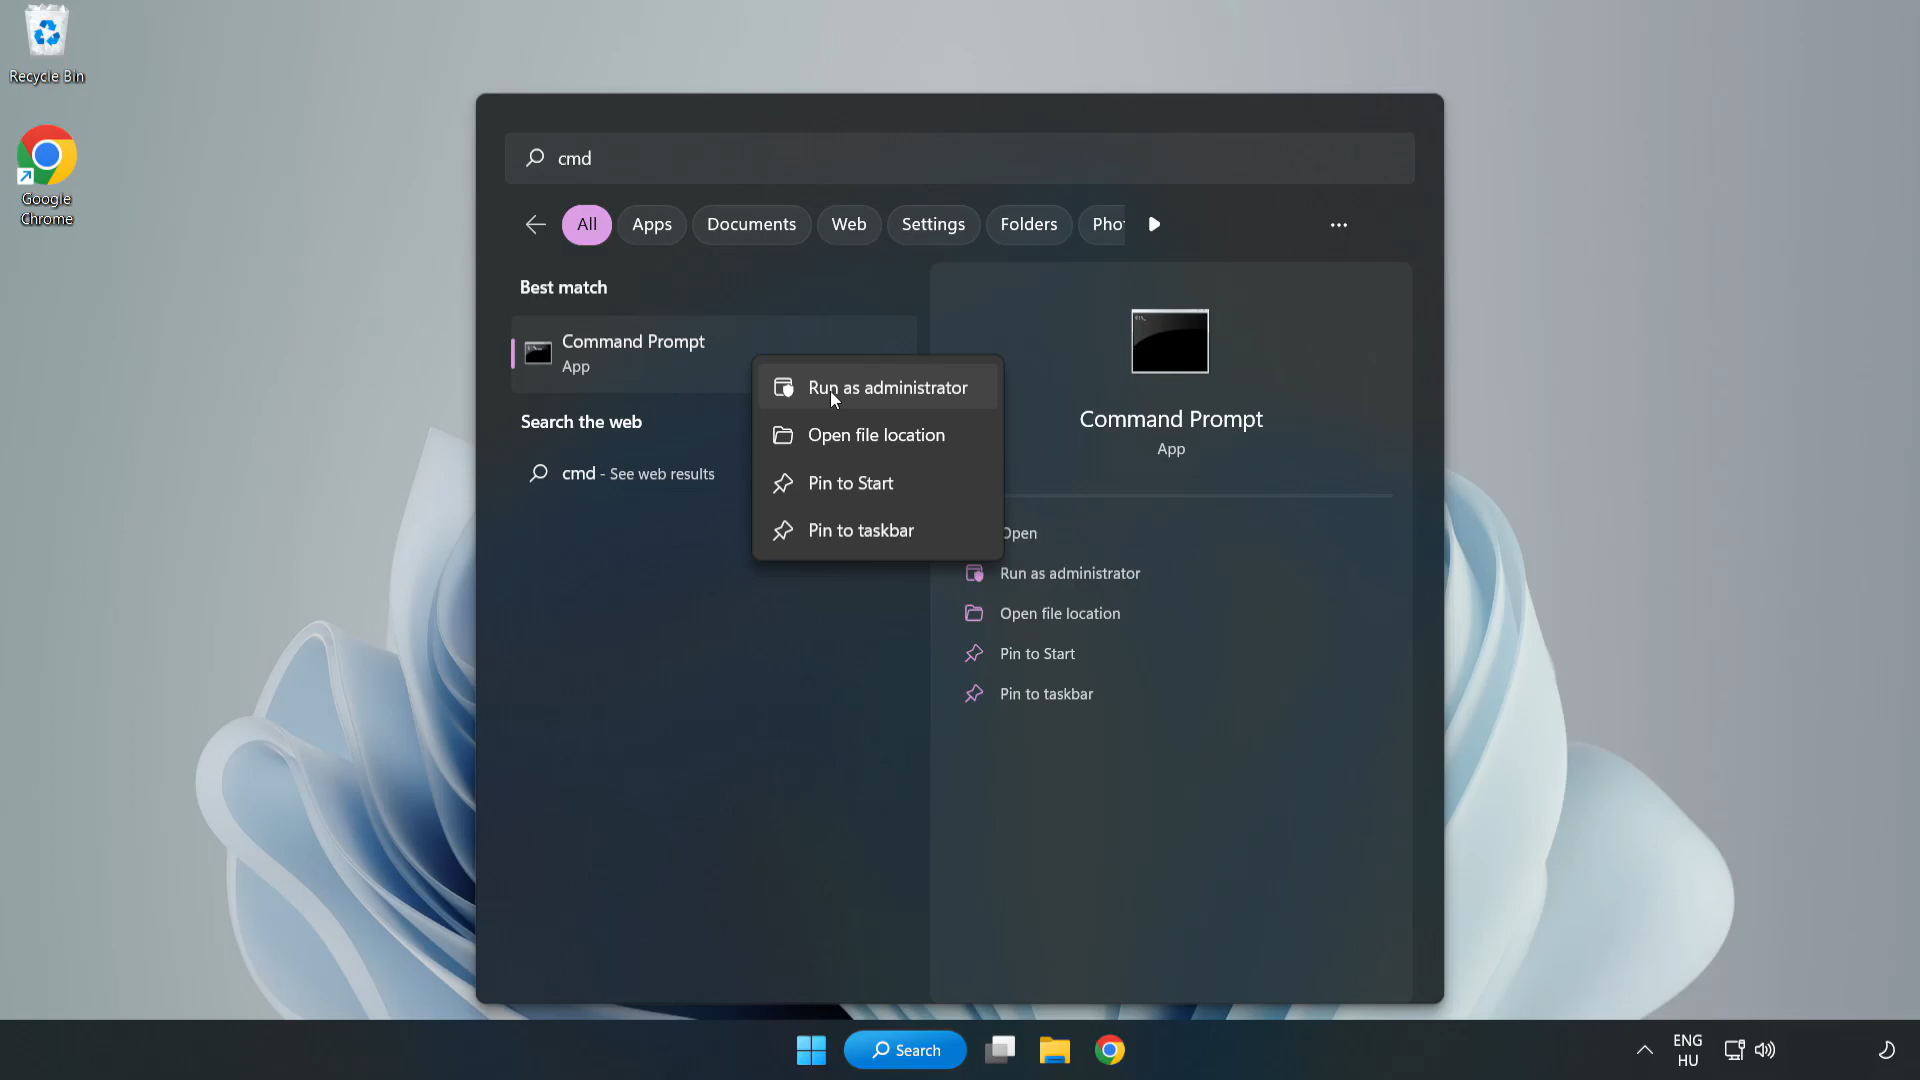 Recycle Bin
Google
Chrome
cmd
All
Apps
Documents
Web
Settings
Folders
Pho
Best match
Command Prompt
App
Search the web
cmd - See web results
Run as administrator
Open file location
Pin to Start
Pin to taskbar
Command Prompt
App
Open
Run as administrator
Open file location
Pin to Start
Pin to taskbar
Search
ENG
HU